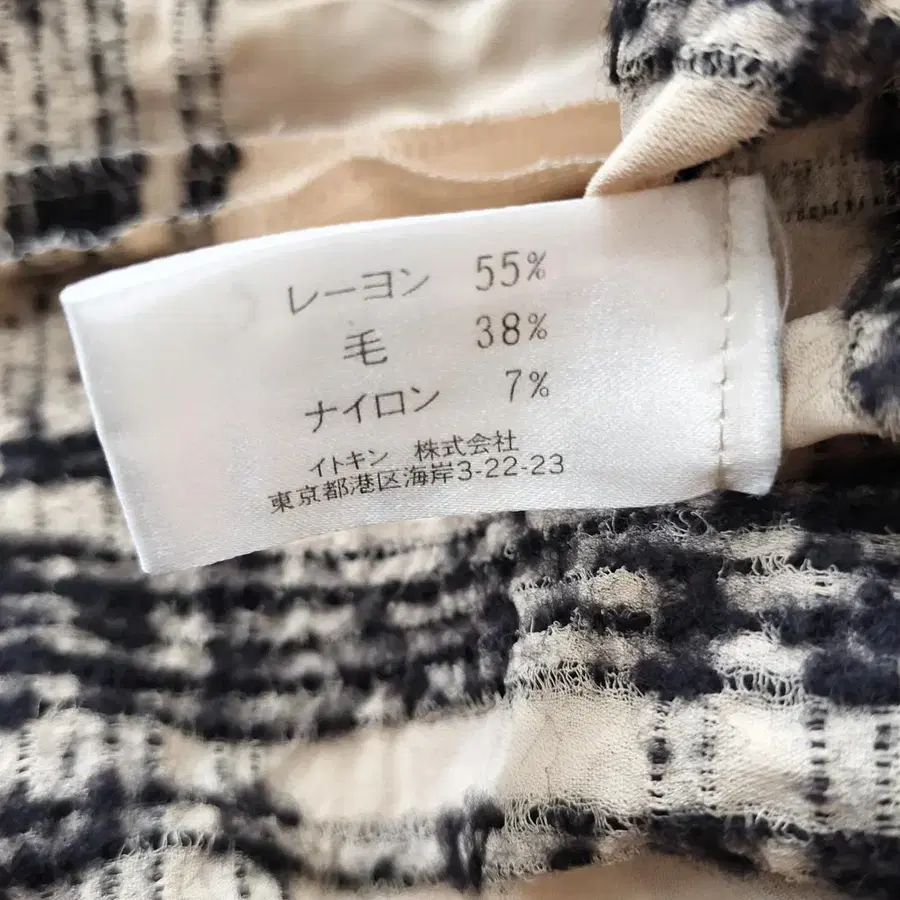 レーヨン 55%
毛 38%
ナイロン 7%
イトキン 株式会社
東京都港区海岸3-22-23